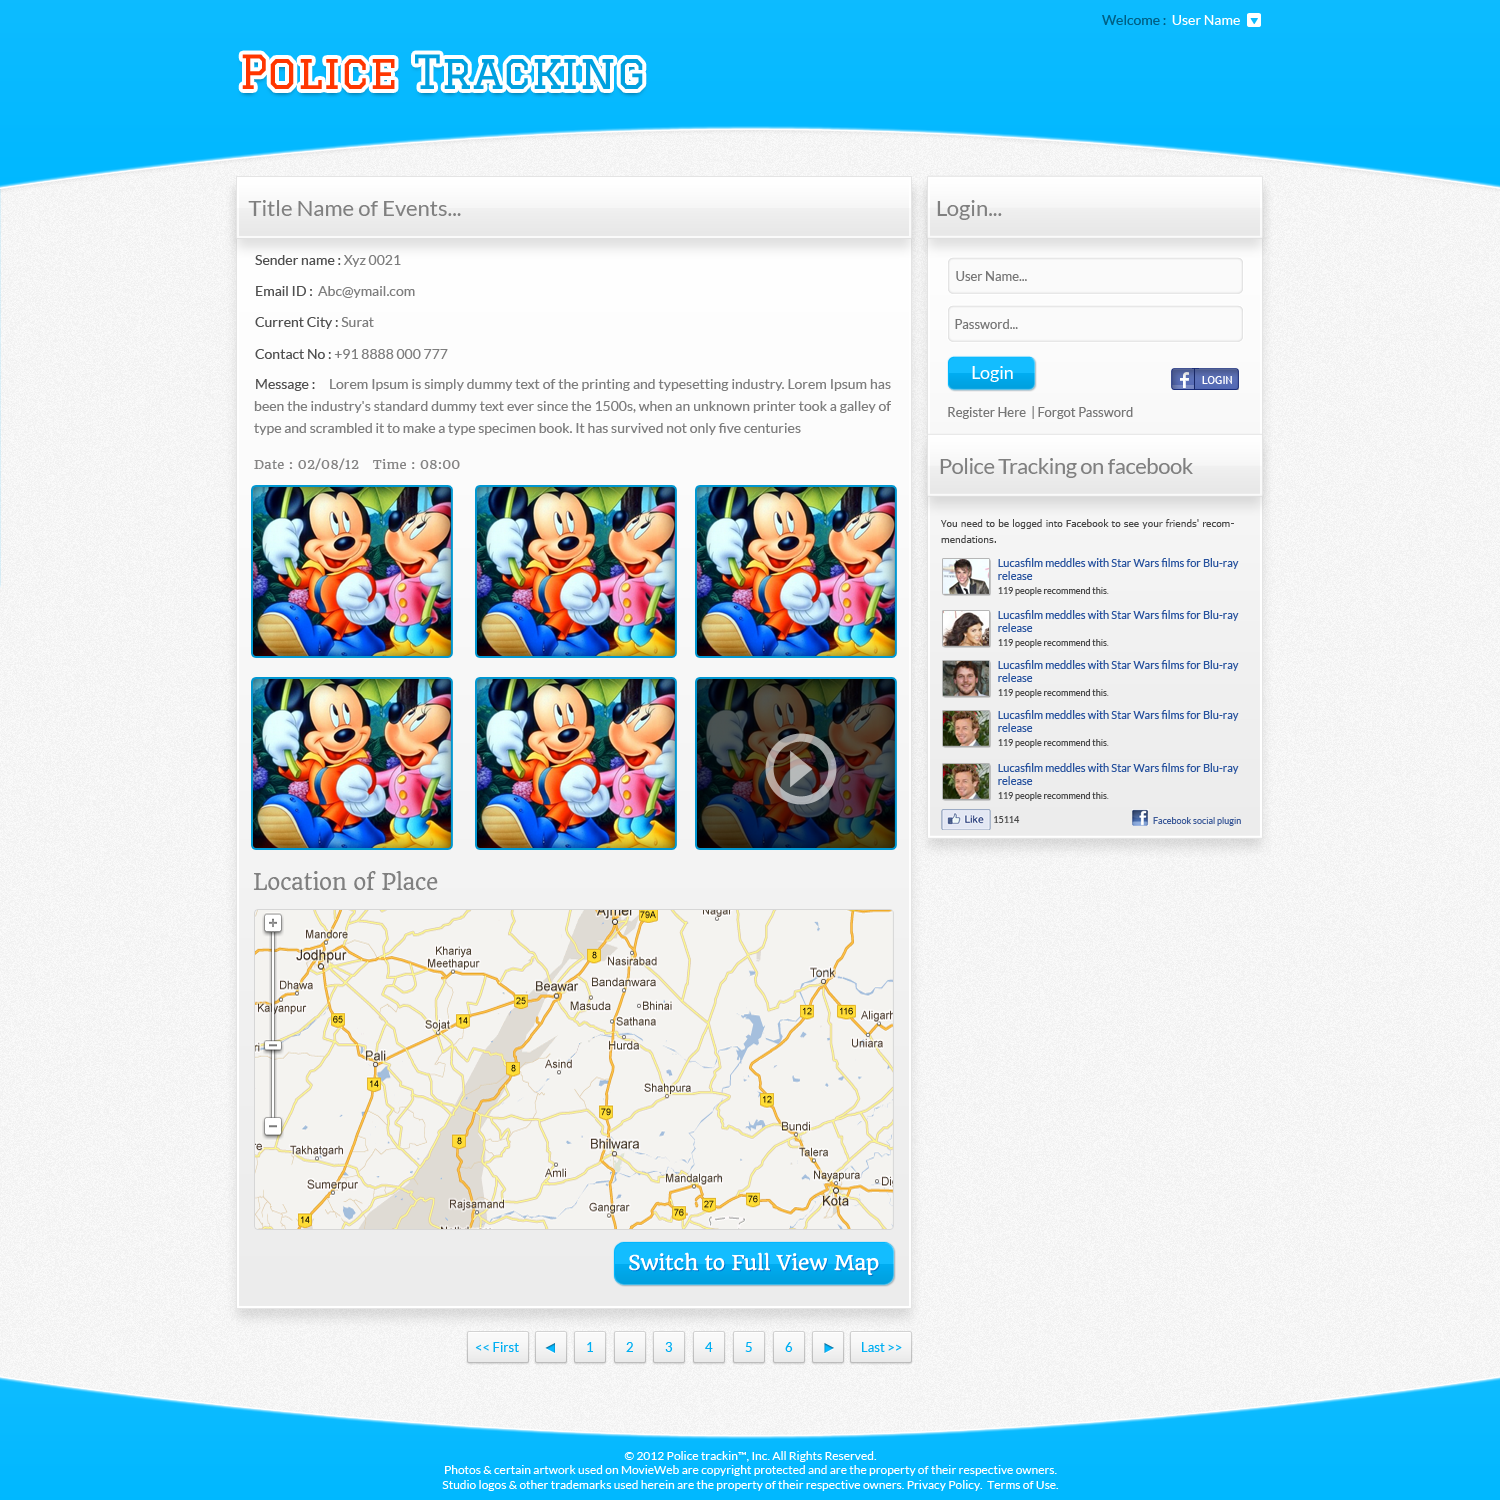 Welcome : User Name
Police Tracking
Title Name of Events...
Sender name : Xyz 0021
Email ID : Abc@ymail.com
Current City : Surat
Contact No : +91 8888 000 777
Message : Lorem Ipsum is simply dummy text of the printing and typesetting industry. Lorem Ipsum has
been the industry's standard dummy text ever since the 1500s, when an unknown printer took a galley of
type and scrambled it to make a type specimen book. It has survived not only five centuries
Date : 02/08/12 Time : 08:00
Location of Place
Ajmer
79A
Nagar
Mandore
Jodhpur
Khariya
Meethapur
8
Nasirabad
Tonk
Dhawa
Beawar
Bandanwara
Kalyanpur
25
Masuda
Bhinai
12
116
Aligarh
65
Sojat
14
Sathana
Uniara
Hurda
Pali
Asind
8
14
Shahpura
12
79
Bundi
8
Bhilwara
Takhatgarh
Talera
Amli
Mandalgarh
Nayapura
Sumerpur
Rajsamand
Gangrar
76
27
76
Kota
14
Switch to Full View Map
<< First
1
2
3
4
5
6
Last >>
Login...
User Name...
Password...
Login
LOGIN
Register Here | Forgot Password
Police Tracking on facebook
You need to be logged into Facebook to see your friends' recom-
mendations.
Lucasfilm meddles with Star Wars films for Blu-ray
release
119 people recommend this.
Lucasfilm meddles with Star Wars films for Blu-ray
release
119 people recommend this.
Lucasfilm meddles with Star Wars films for Blu-ray
release
119 people recommend this.
Lucasfilm meddles with Star Wars films for Blu-ray
release
119 people recommend this.
Lucasfilm meddles with Star Wars films for Blu-ray
release
119 people recommend this.
Like 15114
Facebook social plugin
© 2012 Police trackin™, Inc. All Rights Reserved.
Photos & certain artwork used on MovieWeb are copyright protected and are the property of their respective owners.
Studio logos & other trademarks used herein are the property of their respective owners. Privacy Policy. Terms of Use.